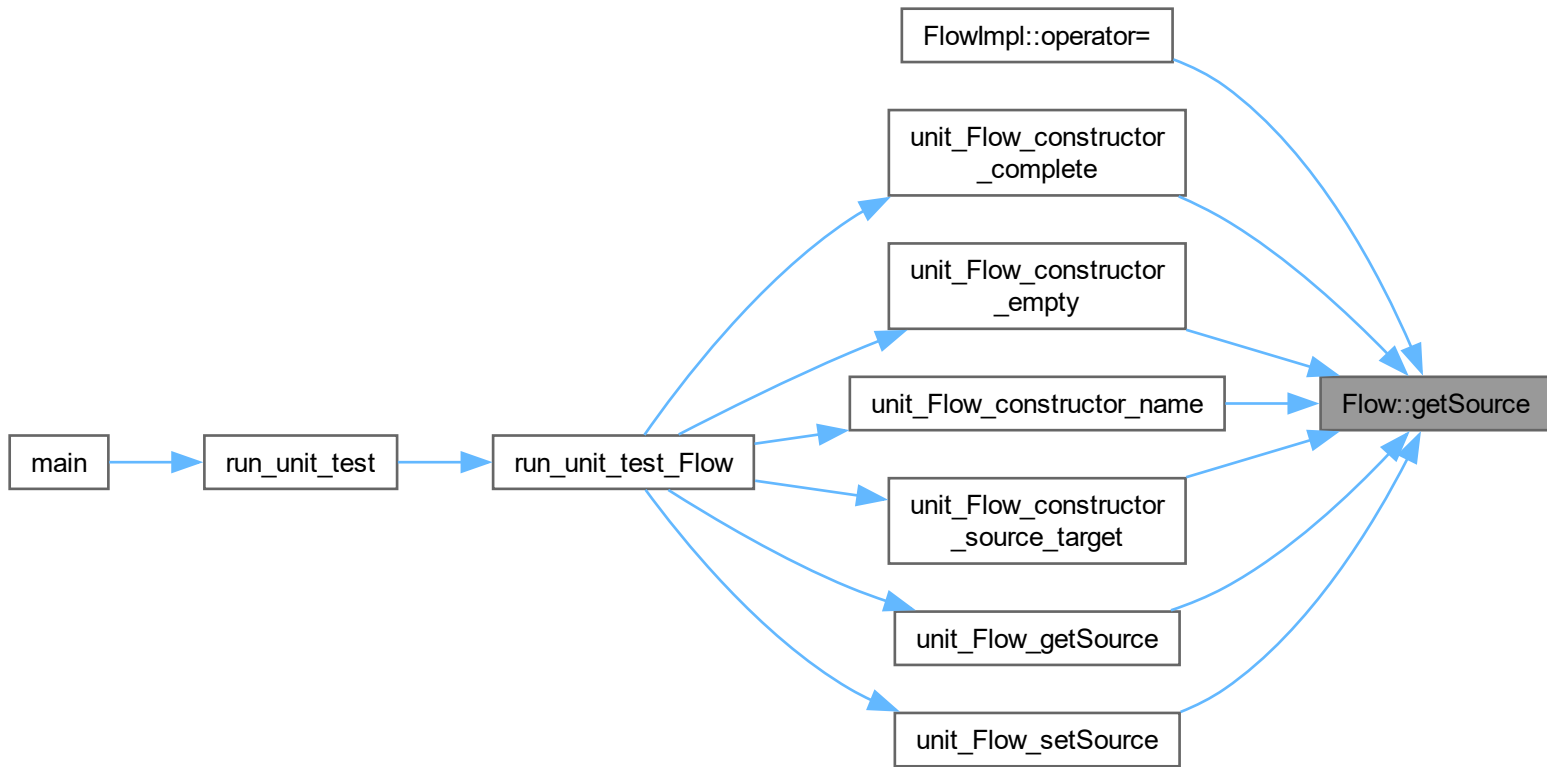 FlowImpl::operator=
unit_Flow_constructor
_complete
unit_Flow_constructor
_empty
unit_Flow_constructor_name
Flow::getSource
main
run_unit_test
run_unit_test_Flow
unit_Flow_constructor
_source_target
unit_Flow_getSource
unit_Flow_setSource